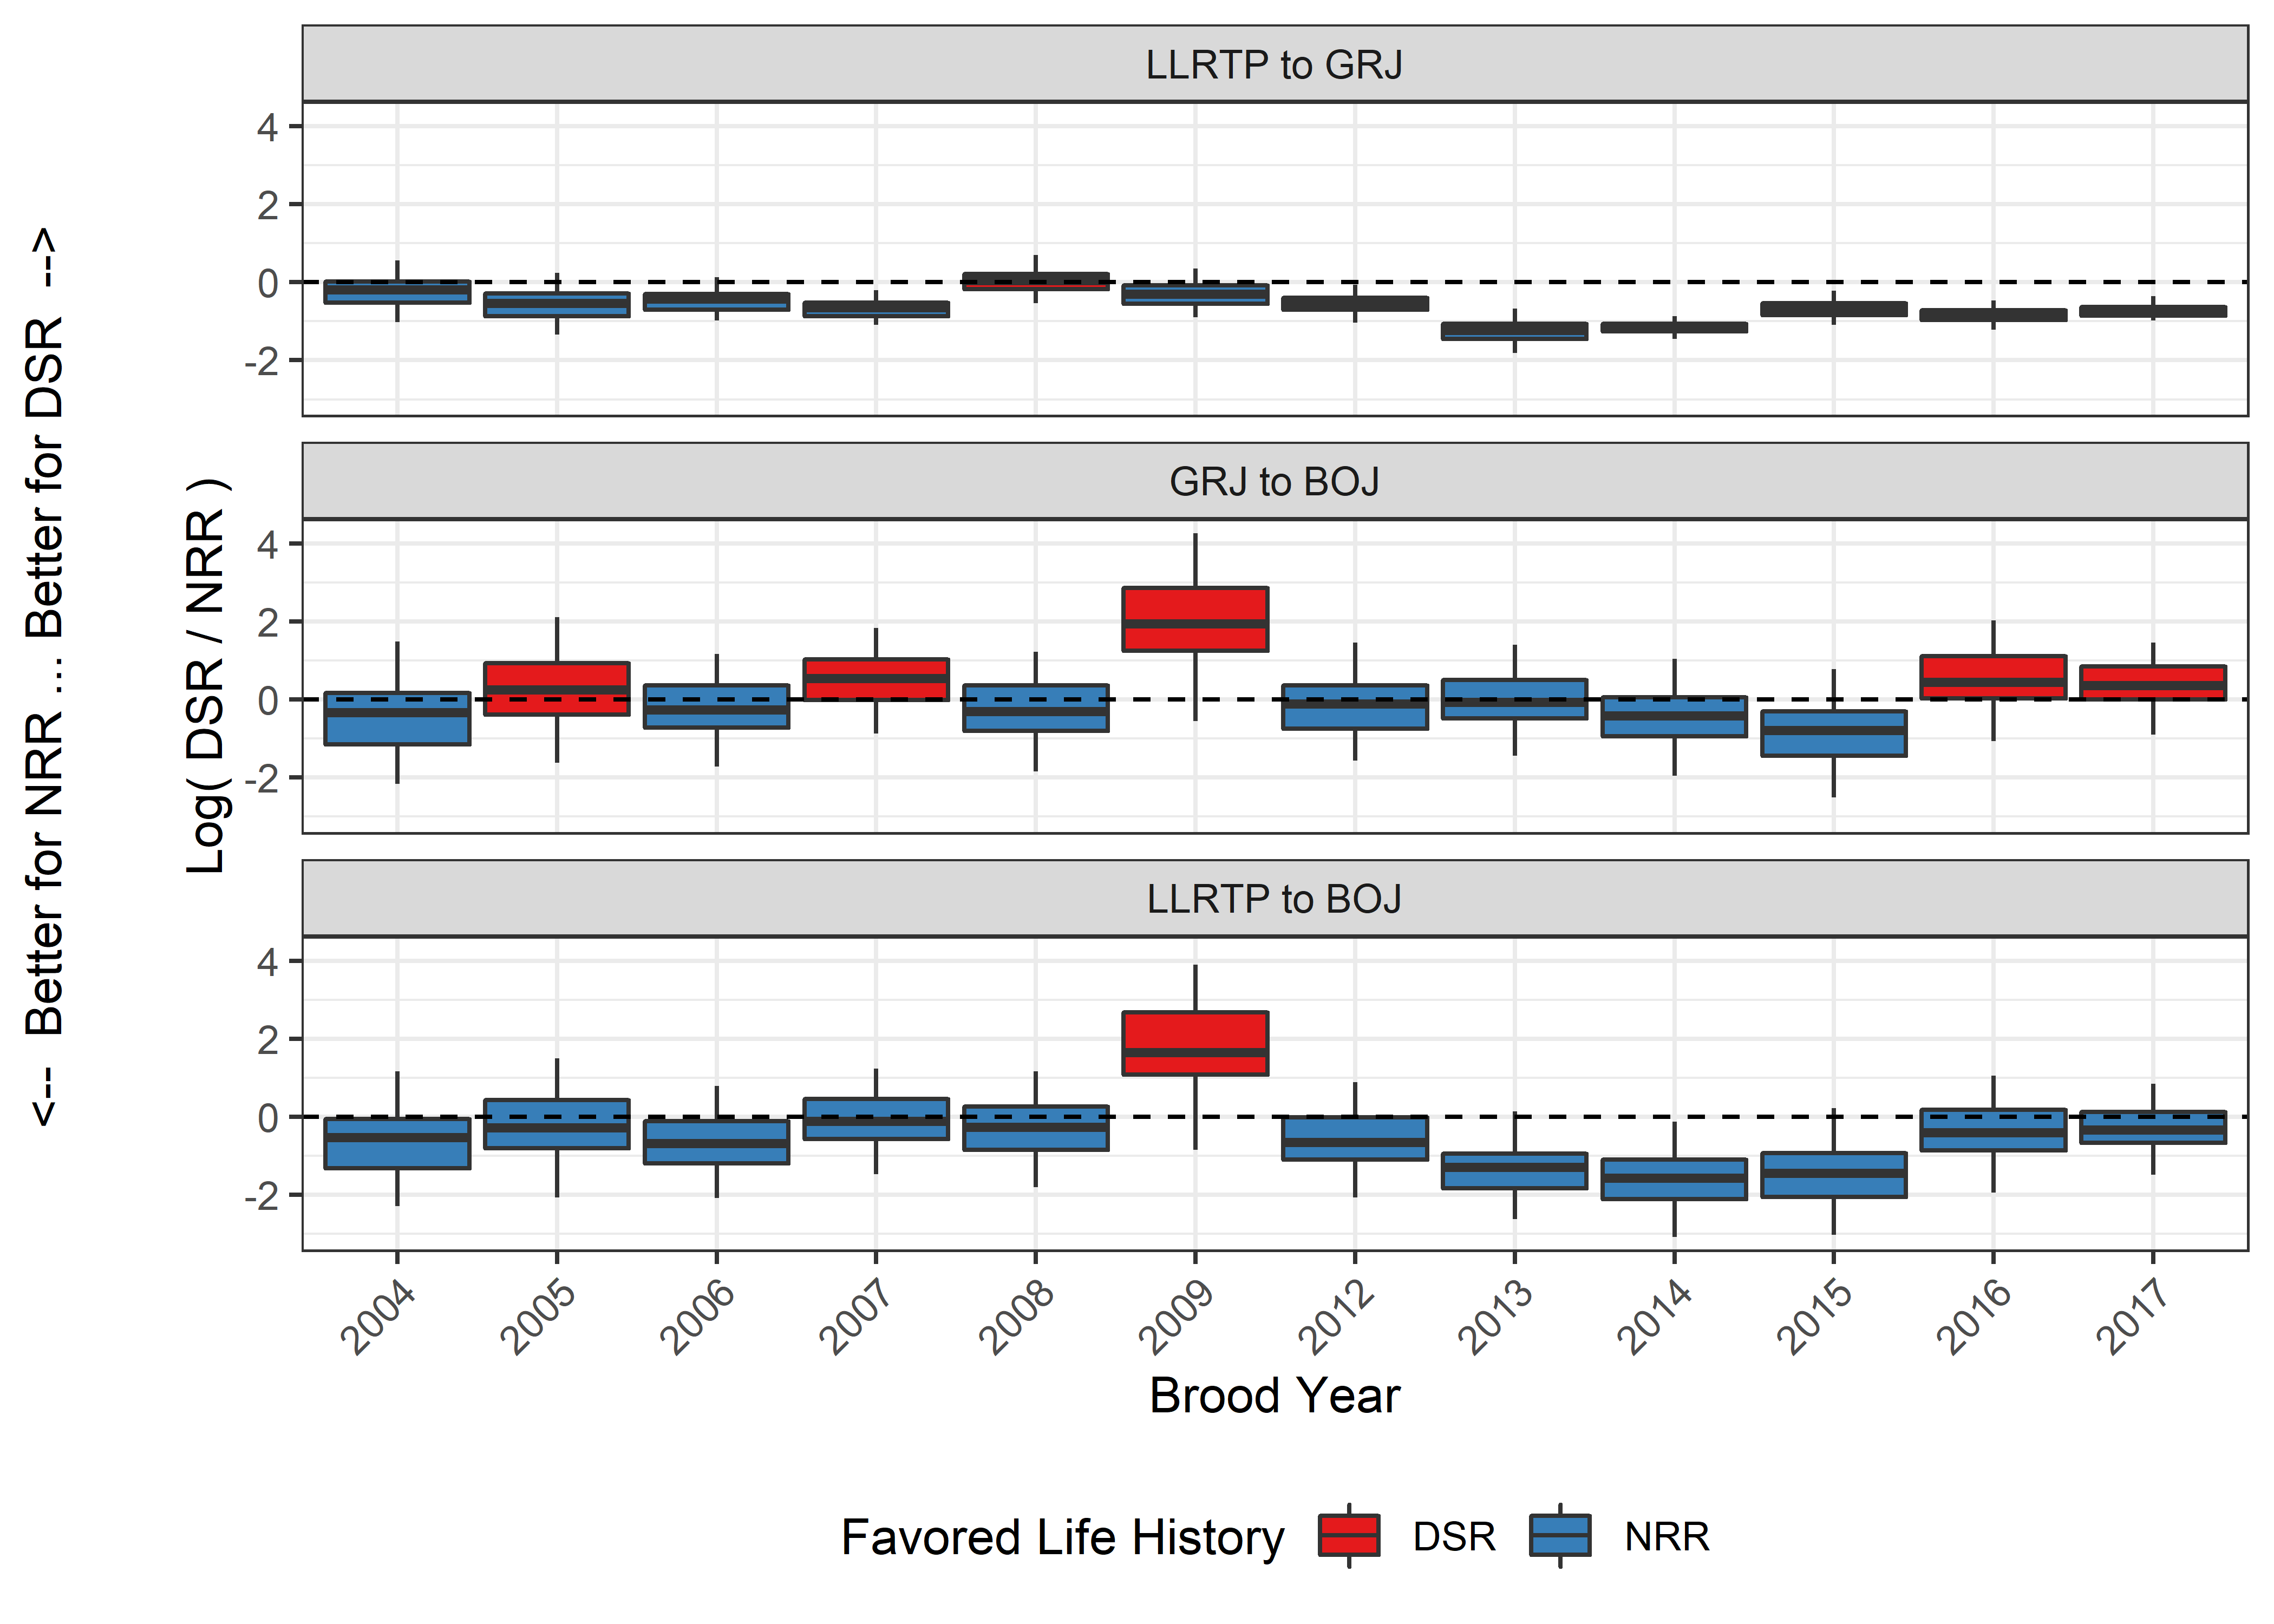 <--  Better for NRR ... Better for DSR  -->
Log( DSR / NRR )
LLRTP to GRJ
4
2
0
-2
GRJ to BOJ
4
2
0
-2
LLRTP to BOJ
4
2
0
-2
2004 2005 2006 2007 2008 2009 2012 2013 2014 2015 2016 2017
Brood Year
Favored Life History DSR NRR